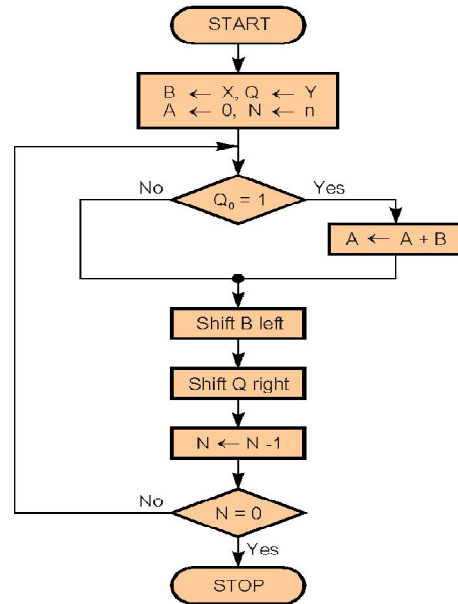 START
B ← X, Q ← Y
A ← 0, N ← n
No
Yes
Q₀ = 1
A ← A + B
Shift B left
Shift Q right
N ← N -1
No
N = 0
Yes
STOP